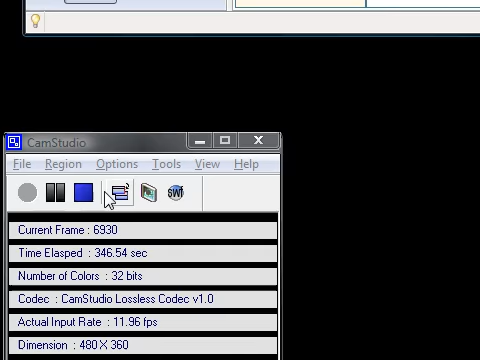 CamStudio
File Region Options Tools View Help
SWF
Current Frame : 6930
Time Elasped : 346.54 sec
Number of Colors : 32 bits
Codec : CamStudio Lossless Codec v1.0
Actual Input Rate : 11.96 fps
Dimension : 480 X 360